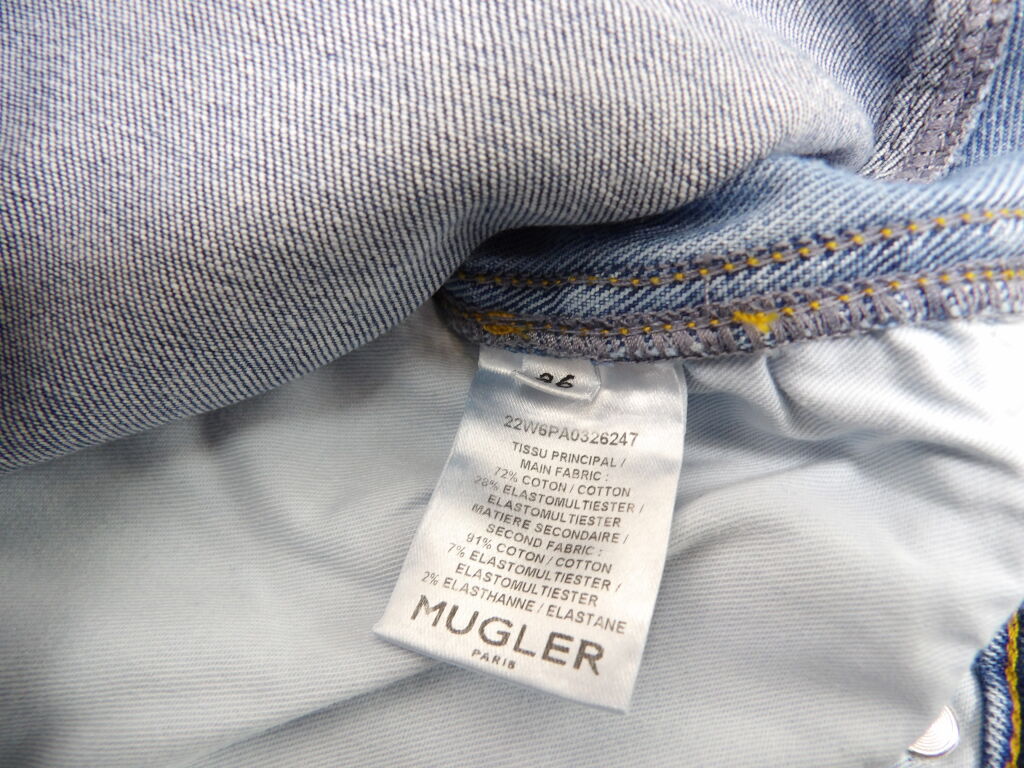 36
22W6PA0326247
TISSU PRINCIPAL /
MAIN FABRIC :
72% COTON / COTTON
28% ELASTOMULTIESTER /
ELASTOMULTIESTER
MATIERE SECONDAIRE /
SECOND FABRIC :
91% COTON / COTTON
7% ELASTOMULTIESTER /
ELASTOMULTIESTER
2% ELASTHANNE / ELASTANE
MUGLER
PARIS